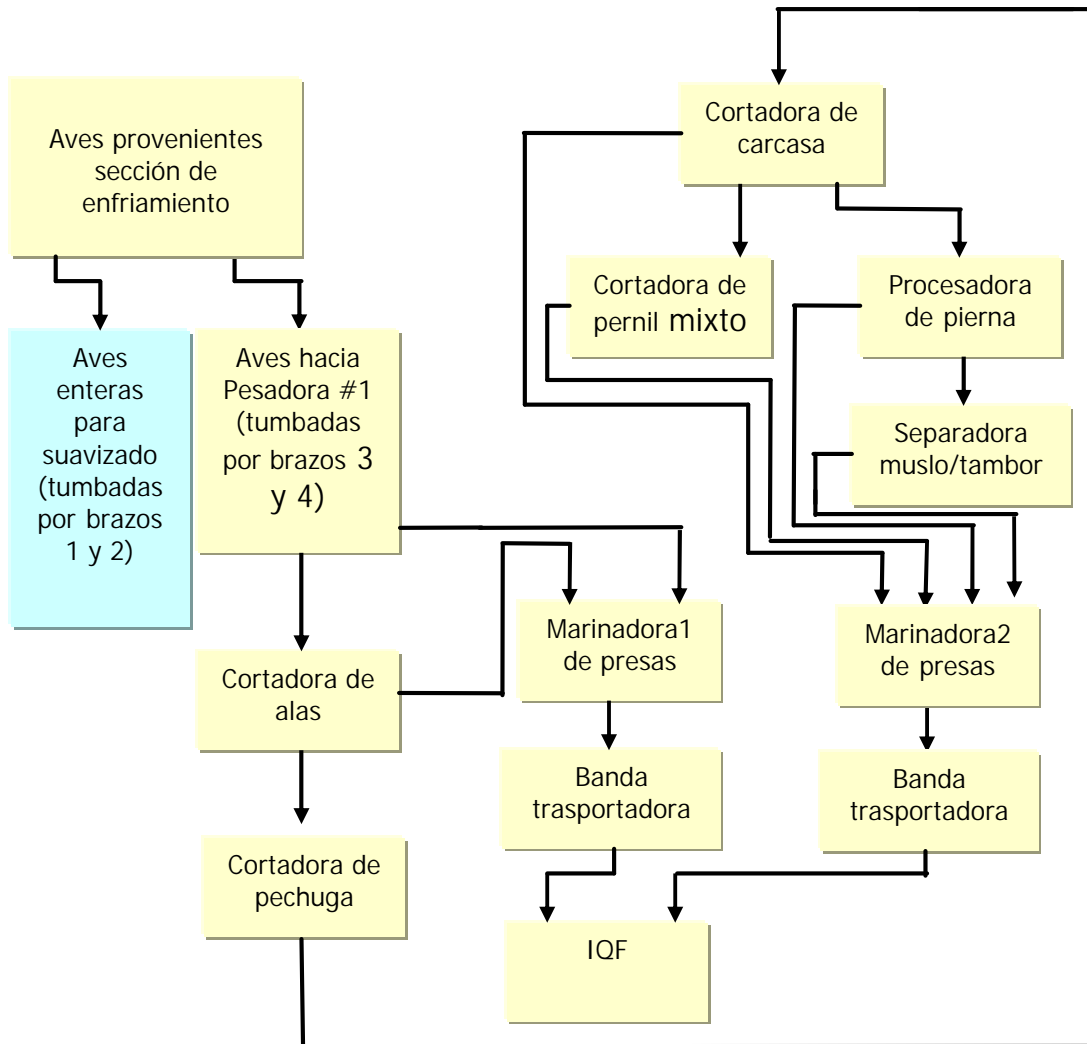 Aves provenientes
sección de
enfriamiento
Aves
enteras
para
suavizado
(tumbadas
por brazos
1 y 2)
Aves hacia
Pesadora #1
(tumbadas
por brazos 3
y 4)
Cortadora de
alas
Cortadora de
pechuga
Cortadora de
carcasa
Cortadora de
pernil mixto
Procesadora
de pierna
Separadora
muslo/tambor
Marinadora1
de presas
Marinadora2
de presas
Banda
trasportadora
Banda
trasportadora
IQF